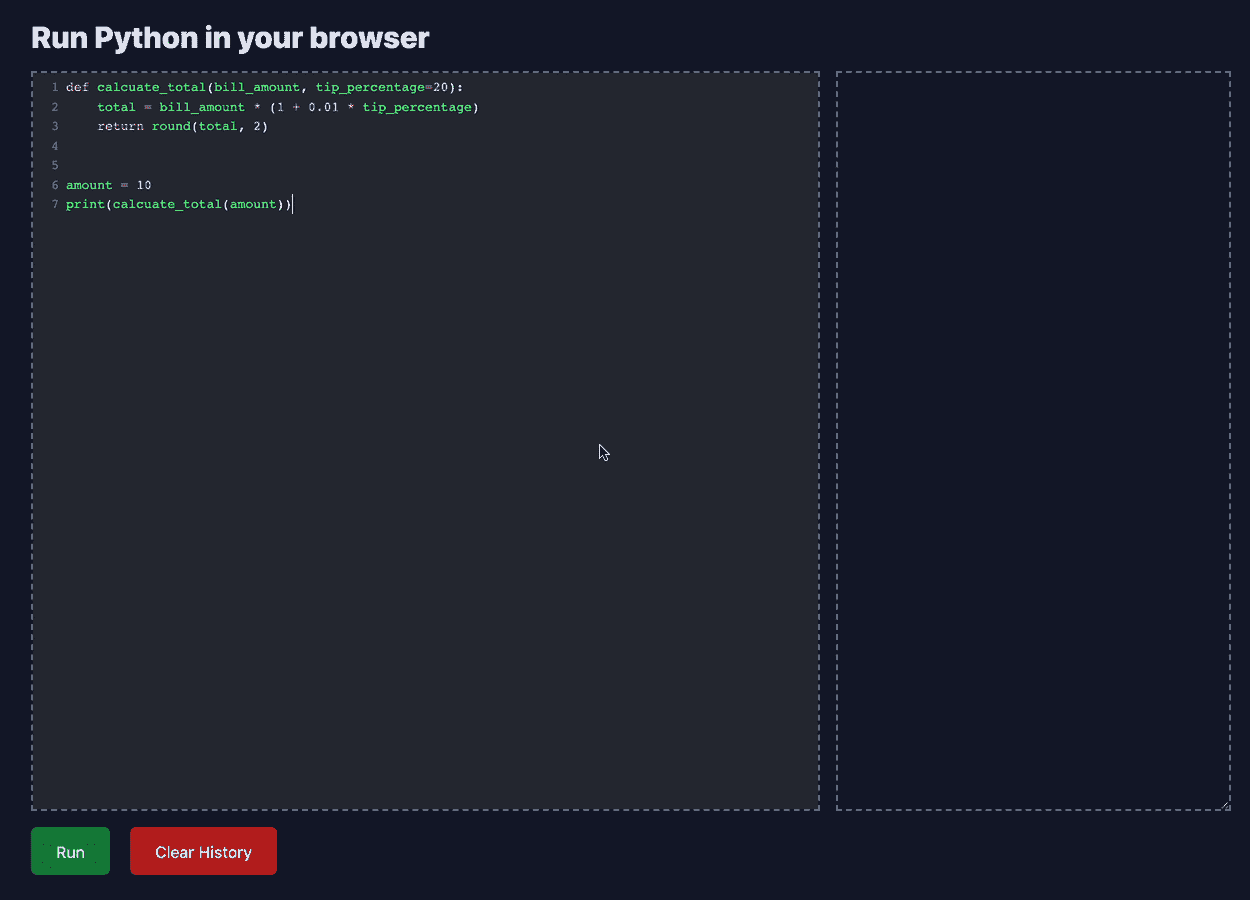 Run Python in your browser
1 def calcuate_total(bill_amount, tip_percentage=20):
2     total = bill_amount * (1 + 0.01 * tip_percentage)
3     return round(total, 2)
4
5
6 amount = 10
7 print(calcuate_total(amount))
Run
Clear History